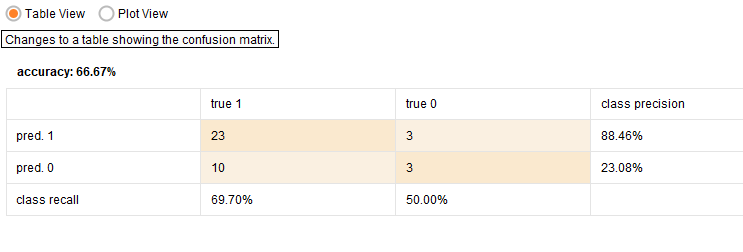 Table View Plot View
Changes to a table showing the confusion matrix.
accuracy: 66.67%
true 1 true 0 class precision
pred. 1 23 3 88.46%
pred. 0 10 3 23.08%
class recall 69.70% 50.00%